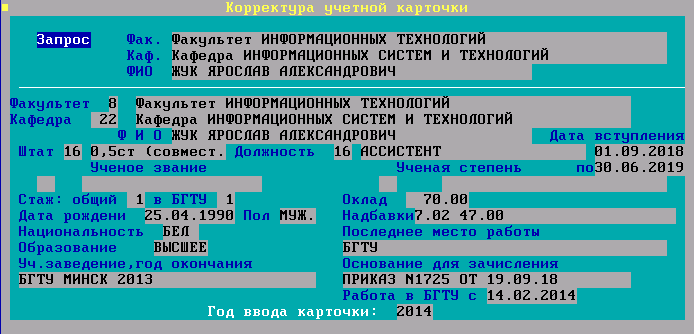 Корректура учетной карточки
Запрос Фак. Факультет ИНФОРМАЦИОННЫХ ТЕХНОЛОГИЙ
Каф. Кафедра ИНФОРМАЦИОННЫХ СИСТЕМ И ТЕХНОЛОГИЙ
ФИО ЖУК ЯРОСЛАВ АЛЕКСАНДРОВИЧ
Факультет 8 Факультет ИНФОРМАЦИОННЫХ ТЕХНОЛОГИЙ
Кафедра 22 Кафедра ИНФОРМАЦИОННЫХ СИСТЕМ И ТЕХНОЛОГИЙ
Ф И О ЖУК ЯРОСЛАВ АЛЕКСАНДРОВИЧ Дата вступления
Штат 16 0,5ст (совмест. Должность 16 АССИСТЕНТ 01.09.2018
Ученое звание Ученая степень по30.06.2019
Стаж: общий 1 в БГТУ 1 Оклад 70.00
Дата рождени 25.04.1990 Пол МУЖ. Надбавки7.02 47.00
Национальность БЕЛ Последнее место работы
Образование ВЫСШЕЕ БГТУ
Уч.заведение,год окончания Основание для зачисления
БГТУ МИНСК 2013 ПРИКАЗ N1725 ОТ 19.09.18
Работа в БГТУ с 14.02.2014
Год ввода карточки: 2014